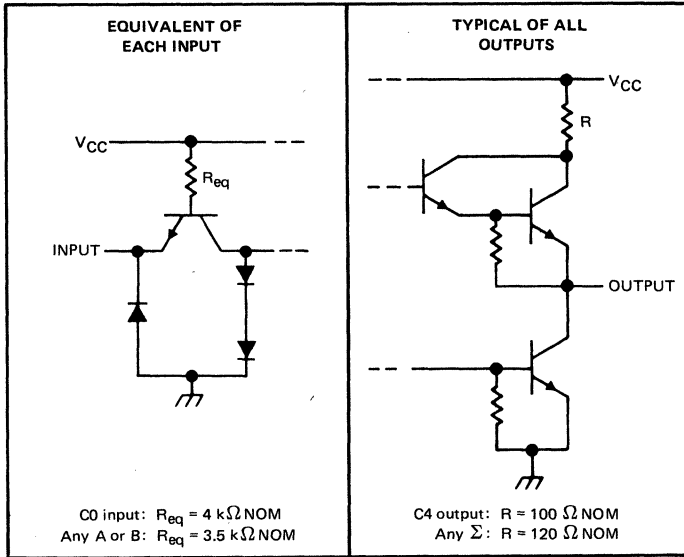 EQUIVALENT OF
EACH INPUT
VCC
Req
INPUT
C0 input: Req = 4 kΩ NOM
Any A or B: Req = 3.5 kΩ NOM
TYPICAL OF ALL
OUTPUTS
VCC
R
OUTPUT
C4 output: R = 100 Ω NOM
Any Σ: R = 120 Ω NOM